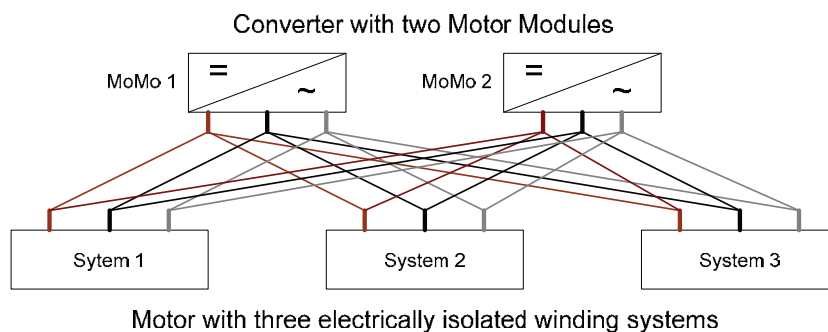 Converter with two Motor Modules
MoMo 1
=
~
MoMo 2
=
~
Sytem 1
System 2
System 3
Motor with three electrically isolated winding systems